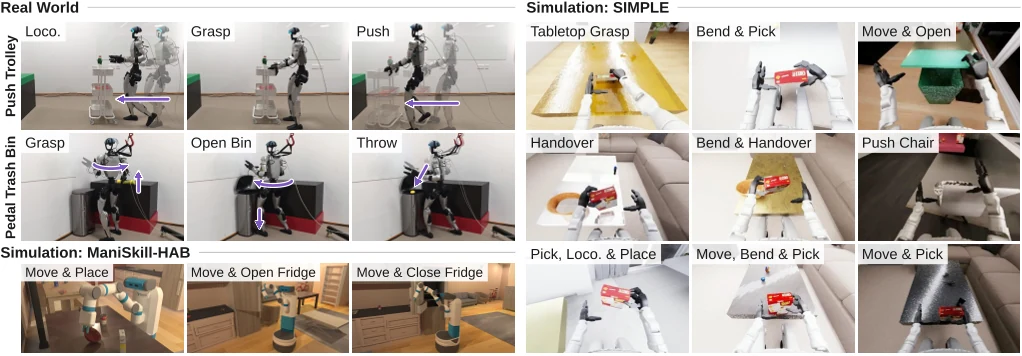 Real World
Push Trolley
Loco.
Grasp
Push
Pedal Trash Bin
Grasp
Open Bin
Throw
Simulation: ManiSkill-HAB
Move & Place
Move & Open Fridge
Move & Close Fridge
Simulation: SIMPLE
Tabletop Grasp
Bend & Pick
Move & Open
Handover
Bend & Handover
Push Chair
Pick, Loco. & Place
Move, Bend & Pick
Move & Pick